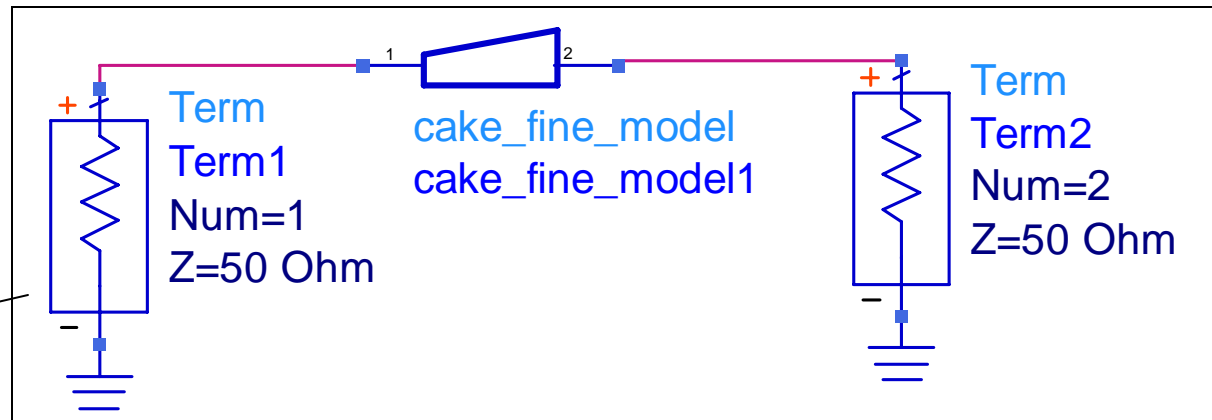 1
2
+
Term
Term1
Num=1
Z=50 Ohm
−
cake_fine_model
cake_fine_model1
+
Term
Term2
Num=2
Z=50 Ohm
−